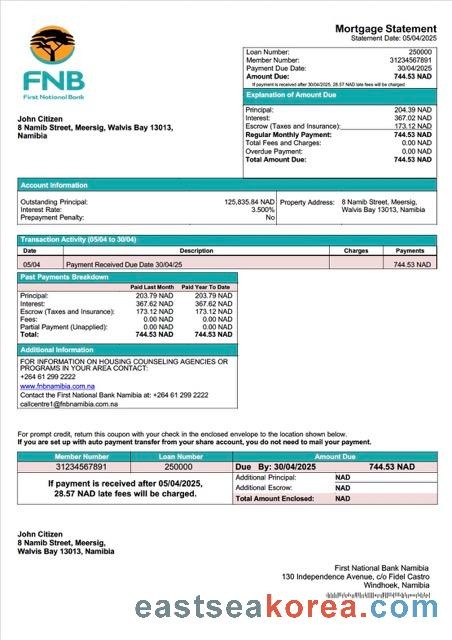 FNB
First National Bank
Mortgage Statement
Statement Date: 05/04/2025
Loan Number: 250000
Member Number: 31234567891
Payment Due Date: 30/04/2025
Amount Due: 744.53 NAD
If payment is received after 30/04/2025, 28.57 NAD late fees will be charged.
John Citizen
8 Namib Street, Meersig, Walvis Bay 13013,
Namibia
Explanation of Amount Due
Principal: 204.39 NAD
Interest: 367.02 NAD
Escrow (Taxes and Insurance): 173.12 NAD
Regular Monthly Payment: 744.53 NAD
Total Fees and Charges: 0.00 NAD
Overdue Payment: 0.00 NAD
Total Amount Due: 744.53 NAD
Account Information
Outstanding Principal: 125,835.84 NAD
Interest Rate: 3.500%
Prepayment Penalty: No
Property Address: 8 Namib Street, Meersig,
Walvis Bay 13013, Namibia
Transaction Activity (05/04 to 30/04)
Date Description Charges Payments
05/04 Payment Received Due Date 30/04/25 744.53 NAD
Past Payments Breakdown
Paid Last Month Paid Year To Date
Principal: 203.79 NAD 203.79 NAD
Interest: 367.62 NAD 367.62 NAD
Escrow (Taxes and Insurance): 173.12 NAD 173.12 NAD
Fees: 0.00 NAD 0.00 NAD
Partial Payment (Unapplied): 0.00 NAD 0.00 NAD
Total: 744.53 NAD 744.53 NAD
Additional Information
FOR INFORMATION ON HOUSING COUNSELING AGENCIES OR
PROGRAMS IN YOUR AREA CONTACT:
+264 61 299 2222
www.fnbnamibia.com.na
Contact the First National Bank Namibia at: +264 61 299 2222
callcentre1@fnbnamibia.com.na
For prompt credit, return this coupon with your check in the enclosed envelope to the location shown below.
If you are set up with auto payment transfer from your share account, you do not need to mail your payment.
Member Number Loan Number Amount Due
31234567891 250000 Due By: 30/04/2025 744.53 NAD
If payment is received after 05/04/2025,
28.57 NAD late fees will be charged.
Additional Principal: NAD
Additional Escrow: NAD
Total Amount Enclosed: NAD
John Citizen
8 Namib Street, Meersig,
Walvis Bay 13013, Namibia
First National Bank Namibia
130 Independence Avenue, c/o Fidel Castro
Windhoek, Namibia
eastseakorea.com